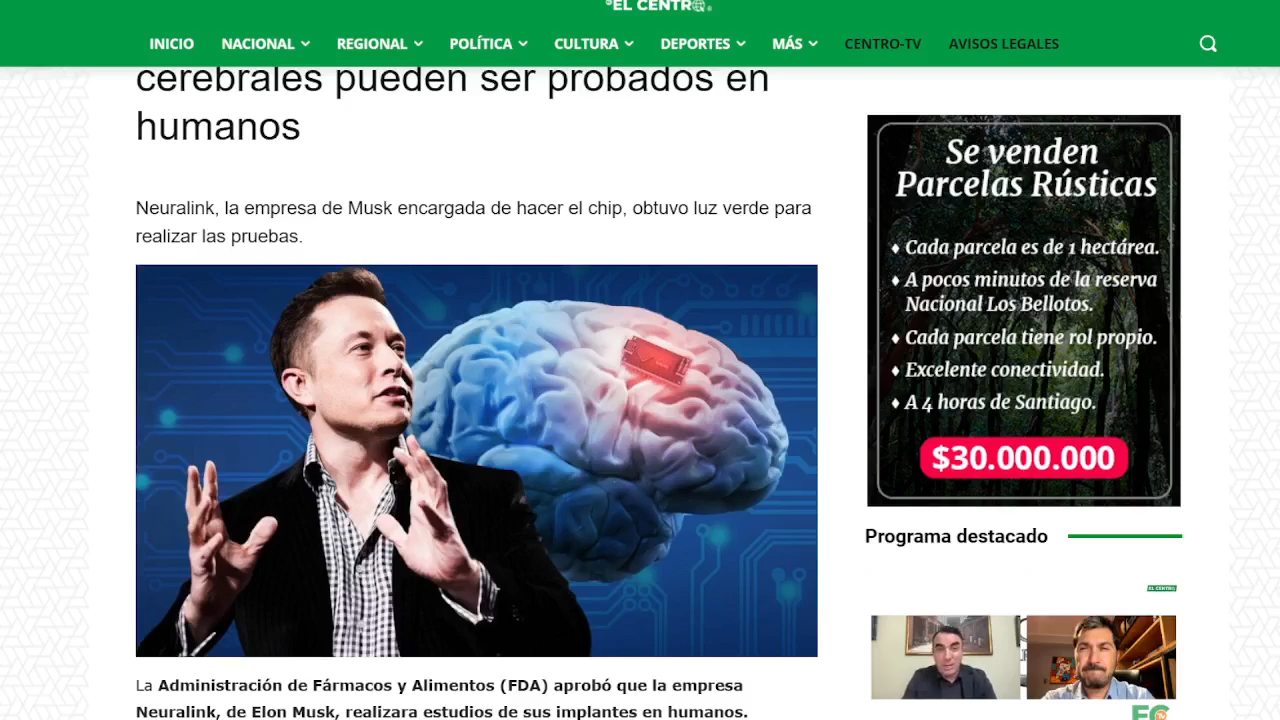 EL CENTRO
INICIO NACIONAL REGIONAL POLÍTICA CULTURA DEPORTES MÁS CENTRO-TV AVISOS LEGALES
cerebrales pueden ser probados en
humanos
Neuralink, la empresa de Musk encargada de hacer el chip, obtuvo luz verde para
realizar las pruebas.
La Administración de Fármacos y Alimentos (FDA) aprobó que la empresa
Neuralink, de Elon Musk, realizara estudios de sus implantes en humanos.
Se venden
Parcelas Rústicas
♦ Cada parcela es de 1 hectárea.
♦ A pocos minutos de la reserva
Nacional Los Bellotos.
♦ Cada parcela tiene rol propio.
♦ Excelente conectividad.
♦ A 4 horas de Santiago.
$30.000.000
Programa destacado
EL CENTRO